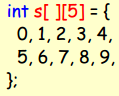 int s[ ][5] = {
0, 1, 2, 3, 4,
5, 6, 7, 8, 9,
};